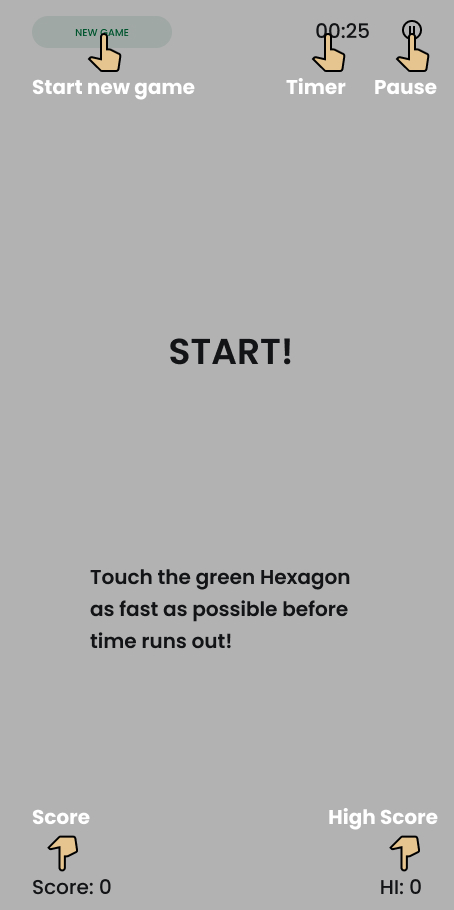 NEW GAME
00:25
Start new game
Timer
Pause
START!
Touch the green Hexagon
as fast as possible before
time runs out!
Score
High Score
Score: 0
HI: 0